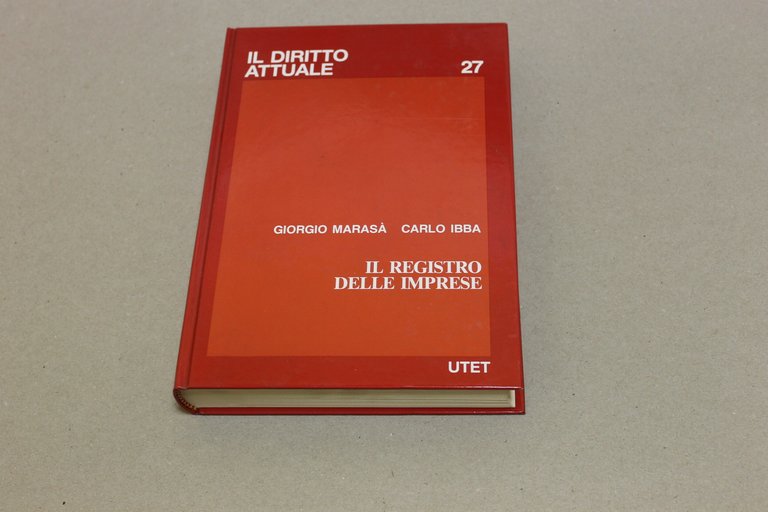 IL DIRITTO
ATTUALE
27
GIORGIO MARASÀ CARLO IBBA
IL REGISTRO
DELLE IMPRESE
UTET